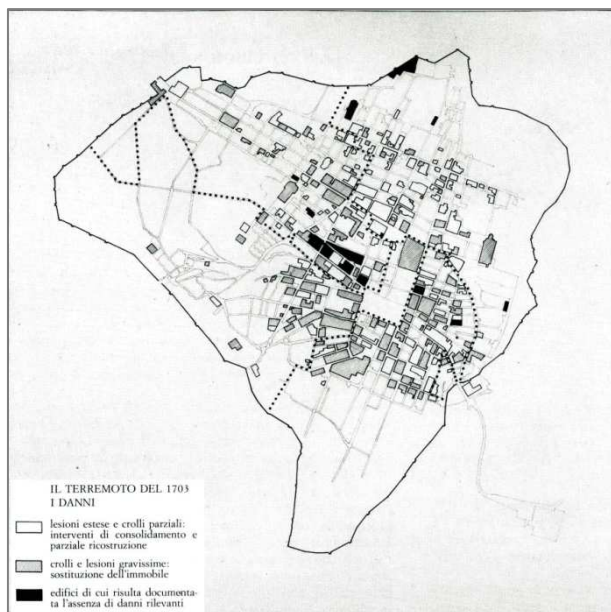 IL TERREMOTO DEL 1703
I DANNI
lesioni estese e crolli parziali:
interventi di consolidamento e
parziale ricostruzione
crolli e lesioni gravissime:
sostituzione dell'immobile
edifici di cui risulta documenta-
ta l'assenza di danni rilevanti